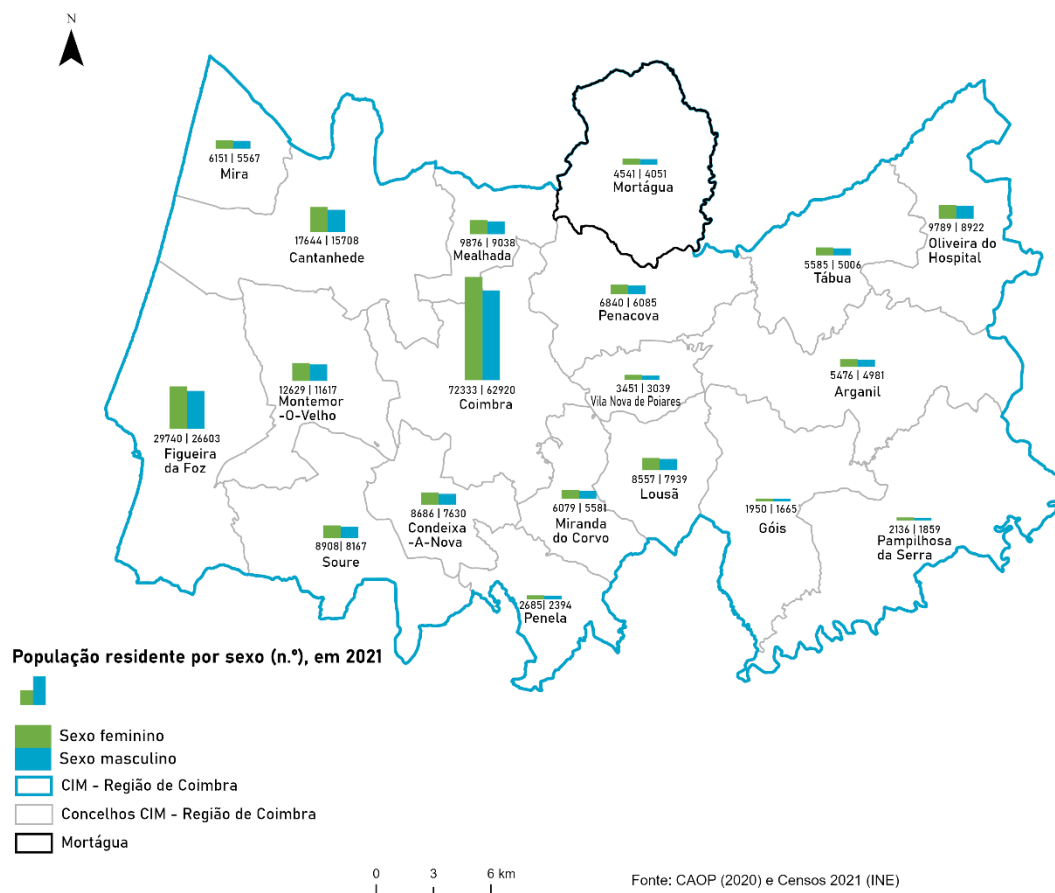 N
6151 | 5567
Mira
17644 | 15708
Cantanhede
9876 | 9038
Mealhada
4541 | 4051
Mortágua
9789 | 8922
Oliveira do
Hospital
5585 | 5006
Tábua
6840 | 6085
Penacova
5476 | 4981
Arganil
72333 | 62920
Coimbra
3451 | 3039
Vila Nova de Poiares
12629 | 11617
Montemor
-O-Velho
29740 | 26603
Figueira
da Foz
8557 | 7939
Lousã
6079 | 5581
Miranda
do Corvo
8686 | 7630
Condeixa
-A-Nova
8908| 8167
Soure
1950 | 1665
Góis
2136 | 1859
Pampilhosa
da Serra
2685| 2394
Penela
População residente por sexo (n.º), em 2021
Sexo feminino
Sexo masculino
CIM - Região de Coimbra
Concelhos CIM - Região de Coimbra
Mortágua
0 3 6 km
Fonte: CAOP (2020) e Censos 2021 (INE)